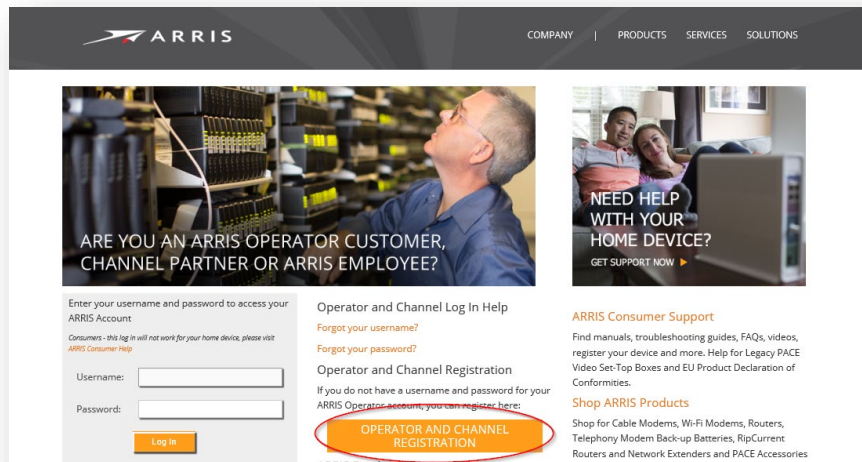 ARRIS
COMPANY | PRODUCTS SERVICES SOLUTIONS
ARE YOU AN ARRIS OPERATOR CUSTOMER,
CHANNEL PARTNER OR ARRIS EMPLOYEE?
NEED HELP
WITH YOUR
HOME DEVICE?
GET SUPPORT NOW
Enter your username and password to access your
ARRIS Account
Consumers - this log in will not work for your home device, please visit
ARRIS Consumer Help
Username:
Password:
Log In
Operator and Channel Log In Help
Forgot your username?
Forgot your password?
Operator and Channel Registration
If you do not have a username and password for your
ARRIS Operator account, you can register here:
OPERATOR AND CHANNEL
REGISTRATION
ARRIS Consumer Support
Find manuals, troubleshooting guides, FAQs, videos,
register your device and more. Help for Legacy PACE
Video Set-Top Boxes and EU Product Declaration of
Conformities.
Shop ARRIS Products
Shop for Cable Modems, Wi-Fi Modems, Routers,
Telephony Modem Back-up Batteries, RipCurrent
Routers and Network Extenders and PACE Accessories